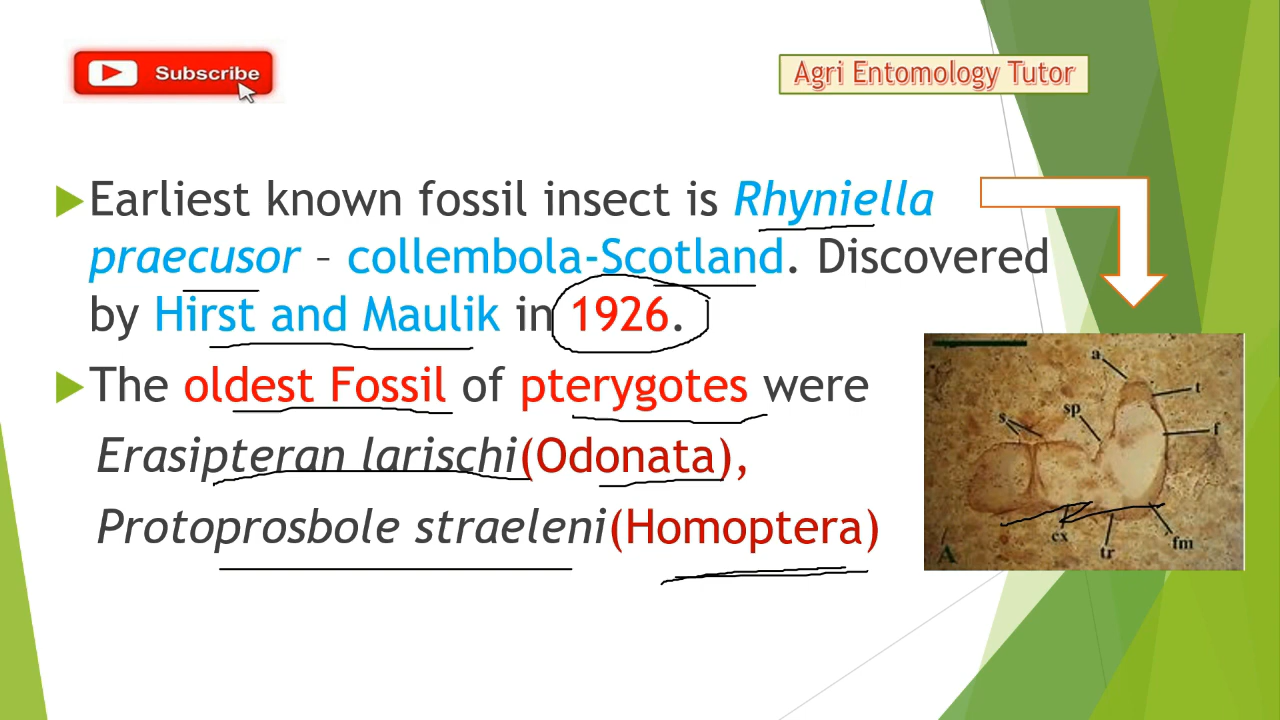 Subscribe
Agri Entomology Tutor
Earliest known fossil insect is Rhyniella
praecusor – collembola-Scotland. Discovered
by Hirst and Maulik in 1926.
The oldest Fossil of pterygotes were
Erasipteran larischi(Odonata),
Protoprosbole straeleni(Homoptera)
a
t
sp
s
f
cx
tr
fm
A